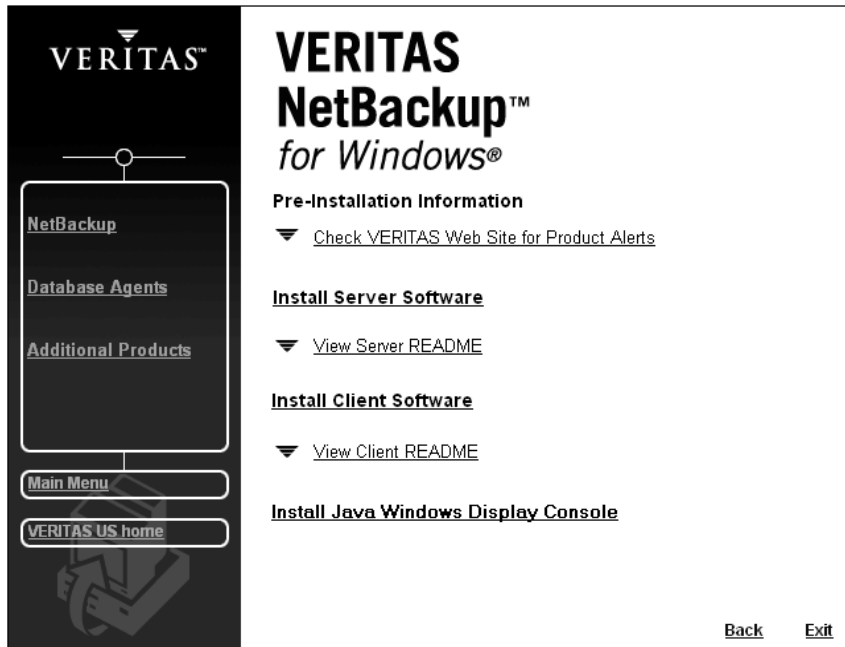 VERITAS™
NetBackup
Database Agents
Additional Products
Main Menu
VERITAS US home
VERITAS
NetBackup™
for Windows®
Pre-Installation Information
Check VERITAS Web Site for Product Alerts
Install Server Software
View Server README
Install Client Software
View Client README
Install Java Windows Display Console
Back Exit